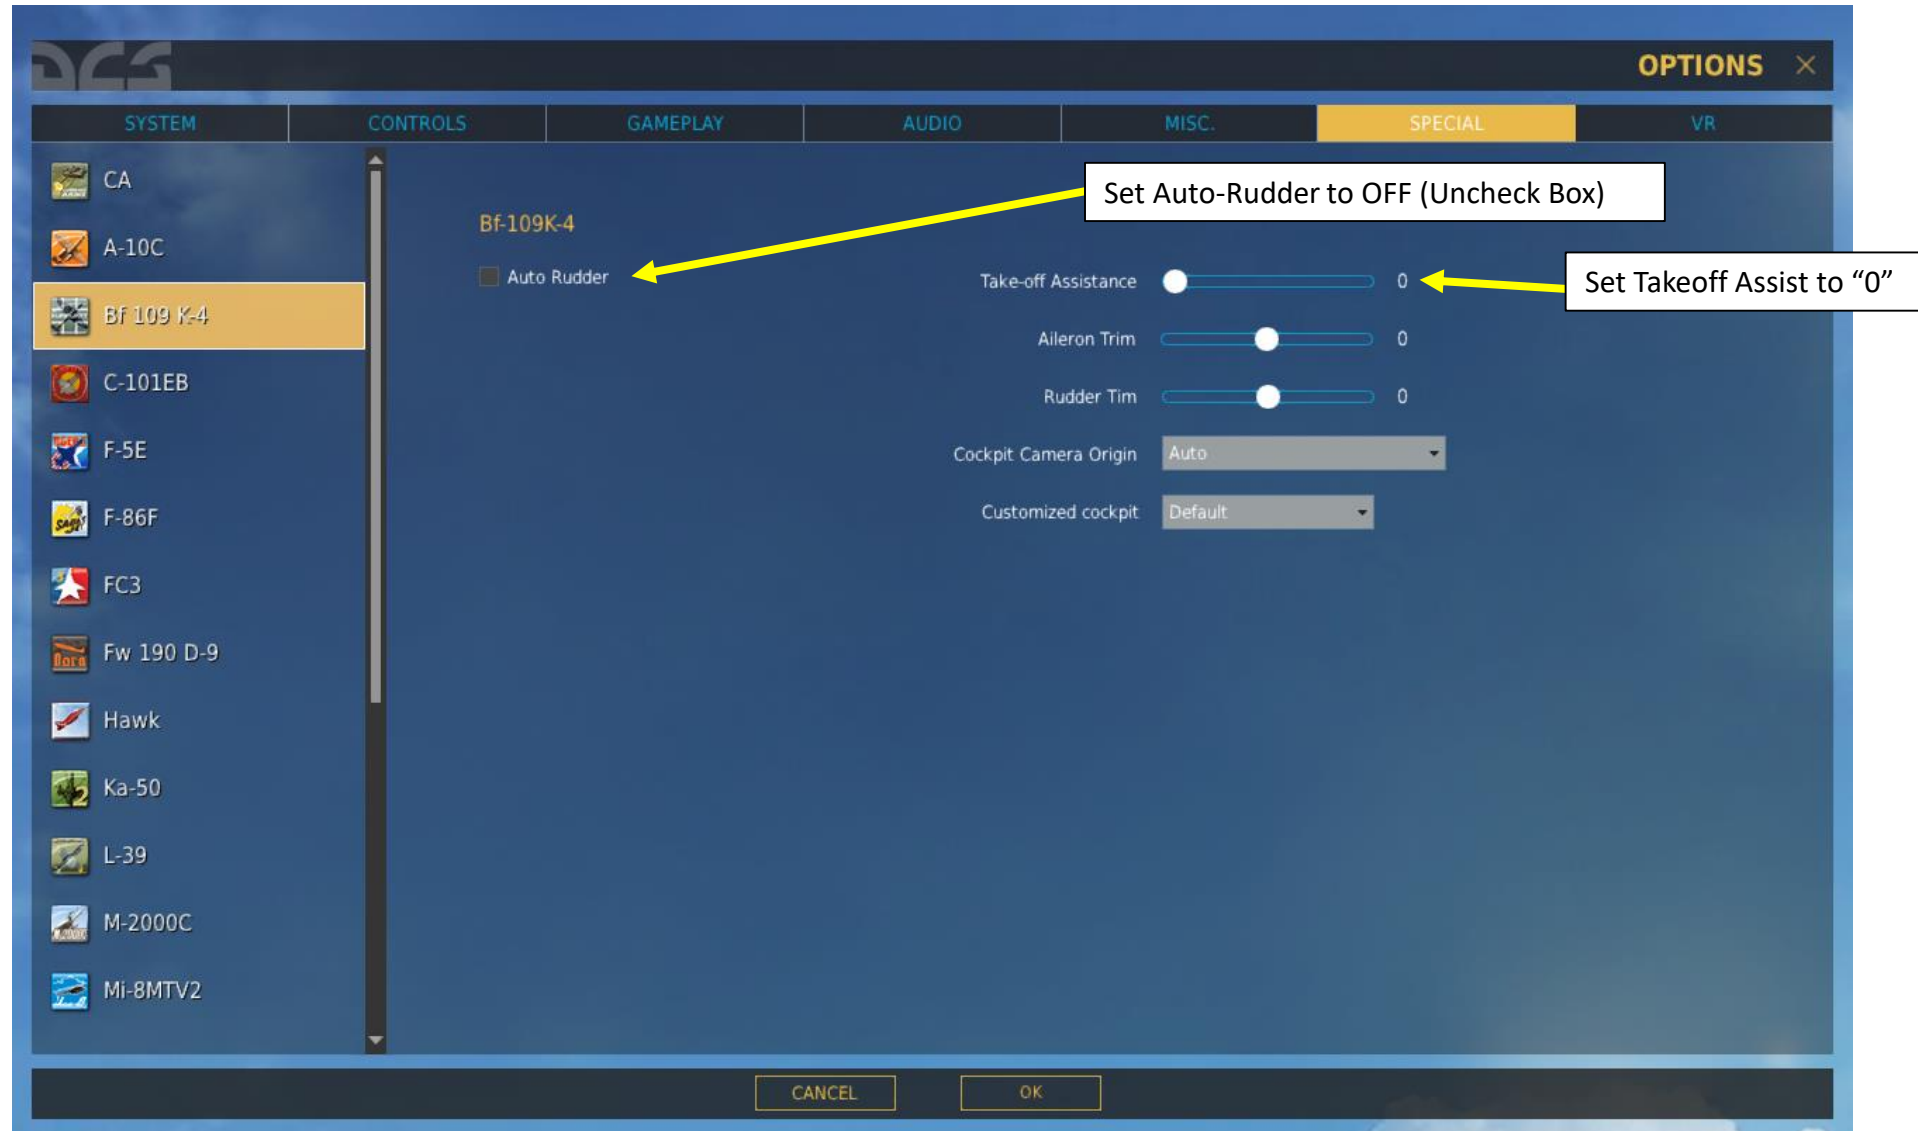 DCS
OPTIONS
SYSTEM
CONTROLS
GAMEPLAY
AUDIO
MISC.
SPECIAL
VR
CA
A-10C
Bf 109 K-4
C-101EB
F-5E
F-86F
FC3
Fw 190 D-9
Hawk
Ka-50
L-39
M-2000C
Mi-8MTV2
Bf-109K-4
Auto Rudder
Set Auto-Rudder to OFF (Uncheck Box)
Take-off Assistance 0
Set Takeoff Assist to “0”
Aileron Trim 0
Rudder Tim 0
Cockpit Camera Origin Auto
Customized cockpit Default
CANCEL
OK